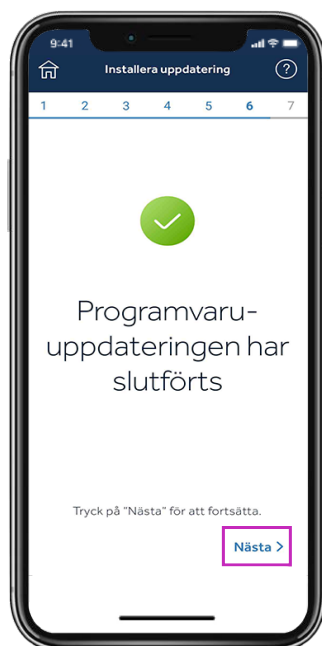 9:41
Installera uppdatering
?
1 2 3 4 5 6 7
Programvaru-
uppdateringen har
slutförts
Tryck på "Nästa" för att fortsätta.
Nästa >